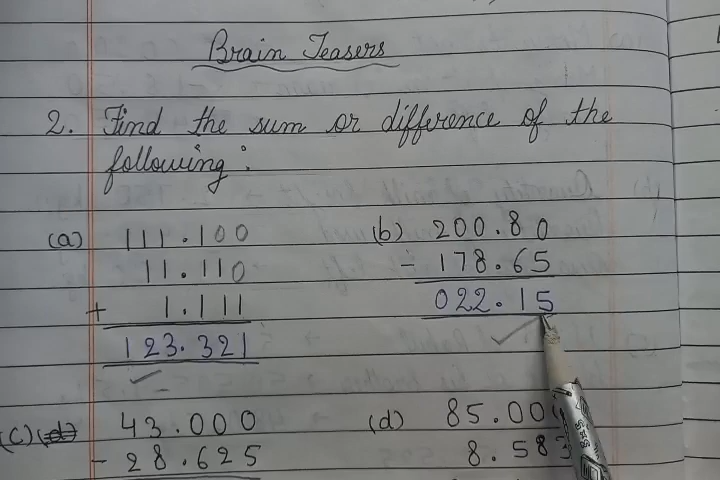 Brain Teasers
2. Find the sum or difference of the
following:
(a) 111.100
11.110
+ 1.111
123.321
(b) 200.80
- 178.65
022.15
(c) 43.000
- 28.625
(d) 85.00
8.583